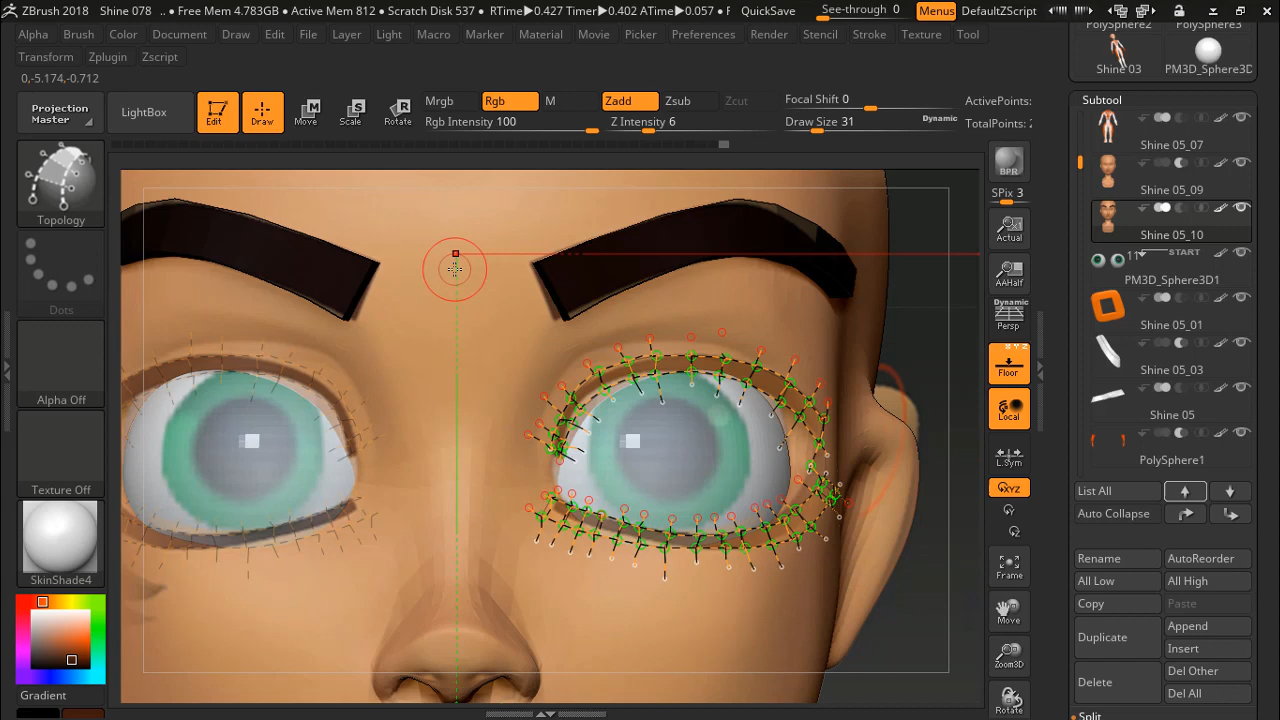 ZBrush 2018 Shine 078 .. • Free Mem 4.783GB • Active Mem 812 • Scratch Disk 537 • RTime▶0.427 Timer▶0.402 ATime▶0.057 • P QuickSave See-through 0 Menus DefaultZScript
Alpha Brush Color Document Draw Edit File Layer Light Macro Marker Material Movie Picker Preferences Render Stencil Stroke Texture Tool
Transform Zplugin Zscript
0,-5.174,-0.712
Projection Master
LightBox
Edit
Draw
Move
Scale
Rotate
Mrgb Rgb M Zadd Zsub Zcut
Rgb Intensity 100 Z Intensity 6
Focal Shift 0
Draw Size 31 Dynamic
ActivePoints:
TotalPoints:
Topology
Dots
Alpha Off
Texture Off
SkinShade4
Gradient
BPR
SPix 3
Actual
AAHalf
Dynamic
Persp
Floor
Local
L.Sym
XYZ
Frame
Move
Zoom3D
Rotate
PolySphere2 PolySphere3
Shine 03 PM3D_Sphere3D
Subtool
Shine 05_07
Shine 05_09
Shine 05_10
START
11
PM3D_Sphere3D1
Shine 05_01
Shine 05_03
Shine 05
PolySphere1
List All
Auto Collapse
Rename AutoReorder
All Low All High
Copy Paste
Duplicate Append
Insert
Delete Del Other
Del All
Split